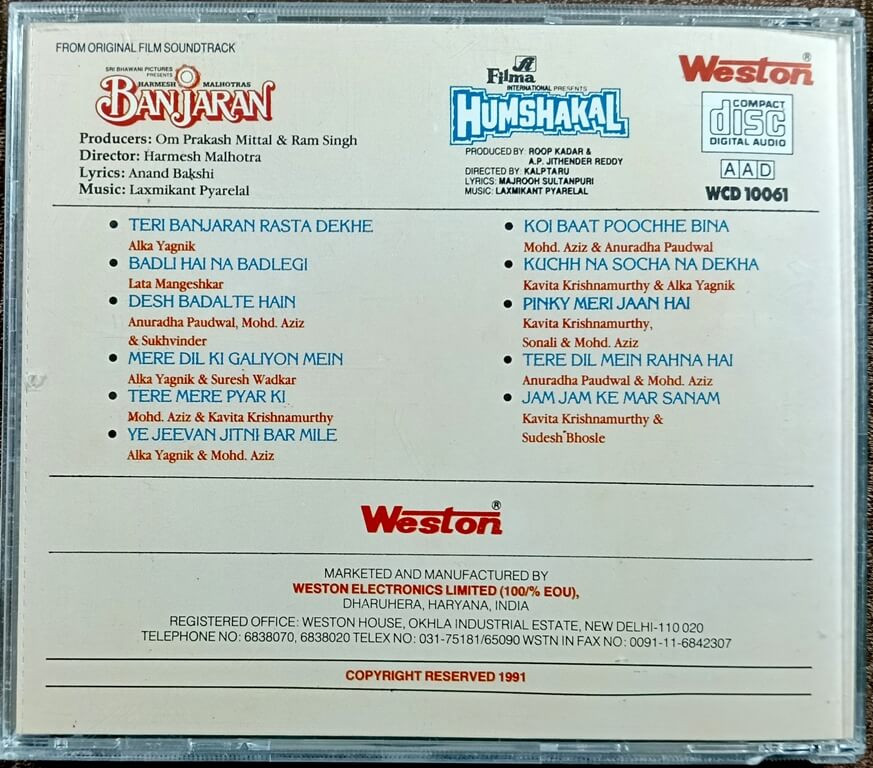 FROM ORIGINAL FILM SOUNDTRACK
SRI BHAWANI PICTURES
PRESENTS
HARMESH MALHOTRAS
BANJARAN
Producers: Om Prakash Mittal & Ram Singh
Director: Harmesh Malhotra
Lyrics: Anand Bakshi
Music: Laxmikant Pyarelal
Filma
INTERNATIONAL PRESENTS
HUMSHAKAL
PRODUCED BY: ROOP KADAR &
A.P. JITHENDER REDDY
DIRECTED BY: KALPTARU
LYRICS: MAJROOH SULTANPURI
MUSIC: LAXMIKANT PYARELAL
Weston®
COMPACT
disc
DIGITAL AUDIO
AAD
WCD 10061
• TERI BANJARAN RASTA DEKHE
Alka Yagnik
• BADLI HAI NA BADLEGI
Lata Mangeshkar
• DESH BADALTE HAIN
Anuradha Paudwal, Mohd. Aziz
& Sukhvinder
• MERE DIL KI GALIYON MEIN
Alka Yagnik & Suresh Wadkar
• TERE MERE PYAR KI
Mohd. Aziz & Kavita Krishnamurthy
• YE JEEVAN JITNI BAR MILE
Alka Yagnik & Mohd. Aziz
• KOI BAAT POOCHHE BINA
Mohd. Aziz & Anuradha Paudwal
• KUCHH NA SOCHA NA DEKHA
Kavita Krishnamurthy & Alka Yagnik
• PINKY MERI JAAN HAI
Kavita Krishnamurthy,
Sonali & Mohd. Aziz
• TERE DIL MEIN RAHNA HAI
Anuradha Paudwal & Mohd. Aziz
• JAM JAM KE MAR SANAM
Kavita Krishnamurthy &
Sudesh Bhosle
Weston®
MARKETED AND MANUFACTURED BY
WESTON ELECTRONICS LIMITED (100/% EOU),
DHARUHERA, HARYANA, INDIA
REGISTERED OFFICE: WESTON HOUSE, OKHLA INDUSTRIAL ESTATE, NEW DELHI-110 020
TELEPHONE NO: 6838070, 6838020 TELEX NO: 031-75181/65090 WSTN IN FAX NO: 0091-11-6842307
COPYRIGHT RESERVED 1991